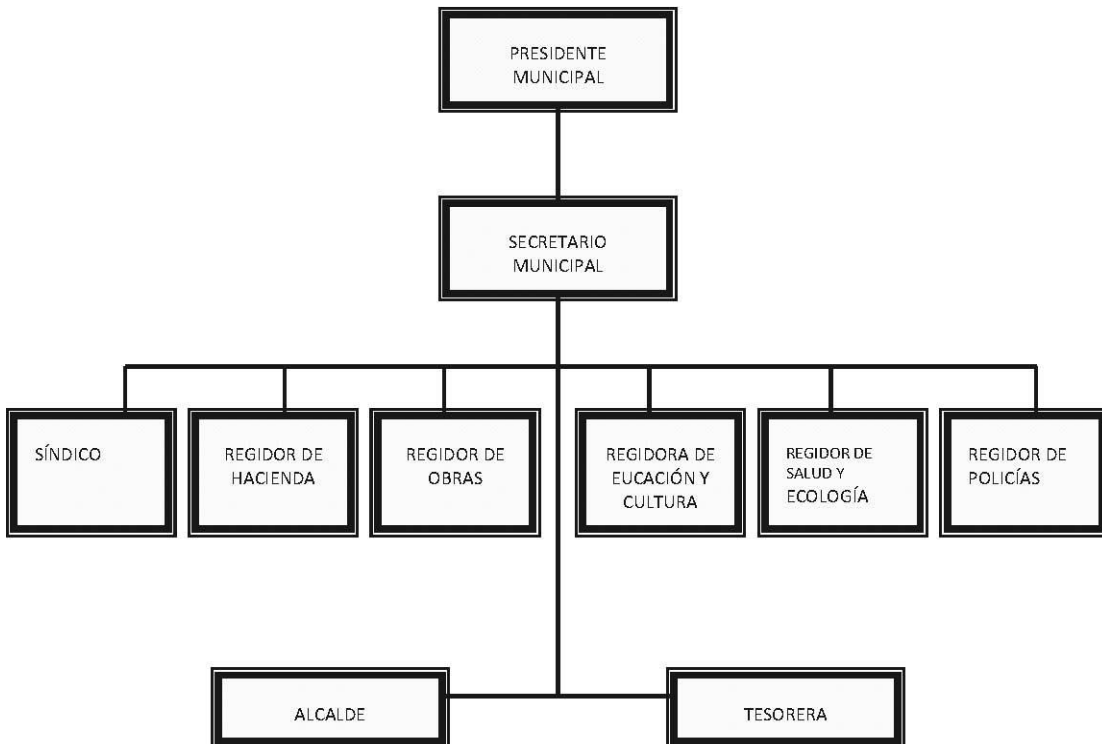 PRESIDENTE
MUNICIPAL
SECRETARIO
MUNICIPAL
SÍNDICO
REGIDOR DE
HACIENDA
REGIDOR DE
OBRAS
REGIDORA DE
EUCACIÓN Y
CULTURA
REGIDOR DE
SALUD Y
ECOLOGÍA
REGIDOR DE
POLICÍAS
ALCALDE
TESORERA